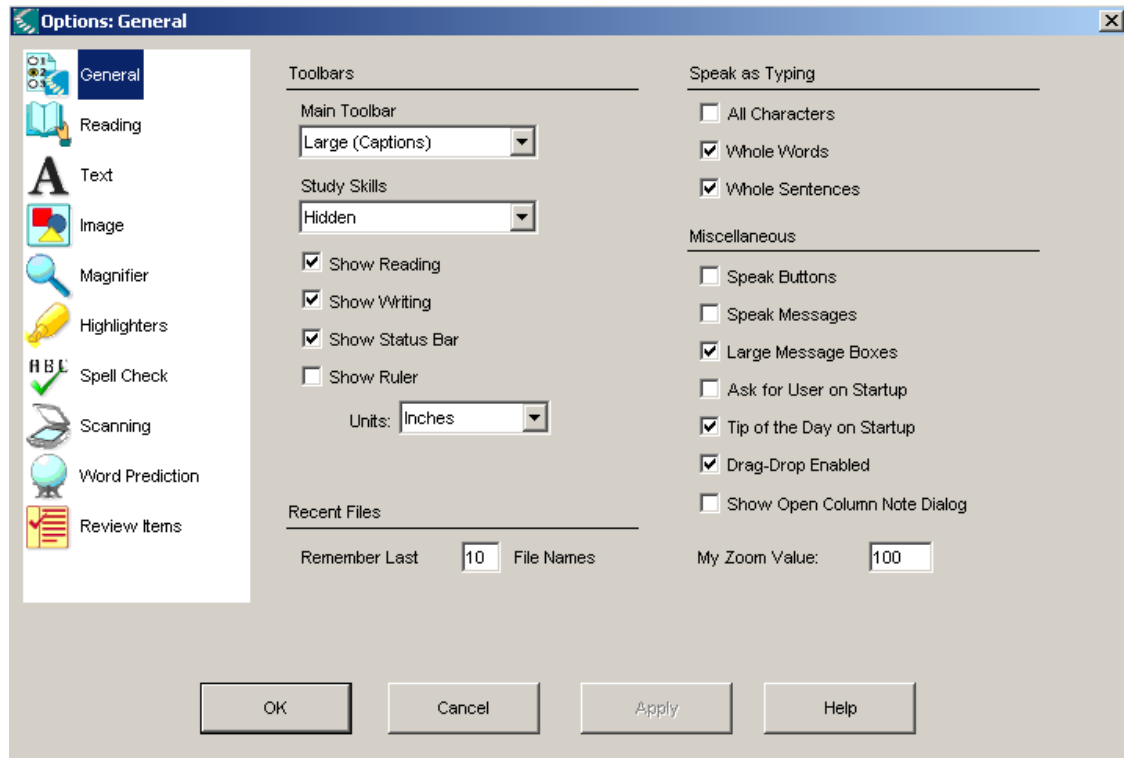 Options: General
General
Reading
Text
Image
Magnifier
Highlighters
ABC
Spell Check
Scanning
Word Prediction
Review Items
Toolbars
Main Toolbar
Large (Captions)
Study Skills
Hidden
Show Reading
Show Writing
Show Status Bar
Show Ruler
Units: Inches
Recent Files
Remember Last 10 File Names
Speak as Typing
All Characters
Whole Words
Whole Sentences
Miscellaneous
Speak Buttons
Speak Messages
Large Message Boxes
Ask for User on Startup
Tip of the Day on Startup
Drag-Drop Enabled
Show Open Column Note Dialog
My Zoom Value: 100
OK Cancel Apply Help